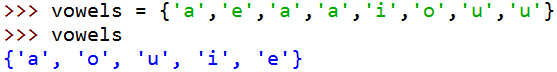 >>> vowels = {'a','e','a','a','i','o','u','u'}
>>> vowels
{'a', 'o', 'u', 'i', 'e'}